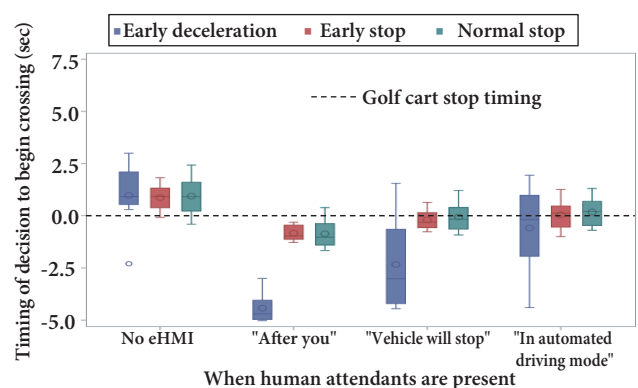 Early deceleration Early stop Normal stop
Timing of decision to begin crossing (sec)
7.5
5.0
2.5
0.0
-2.5
-5.0
Golf cart stop timing
No eHMI "After you" "Vehicle will stop" "In automated
driving mode"
When human attendants are present